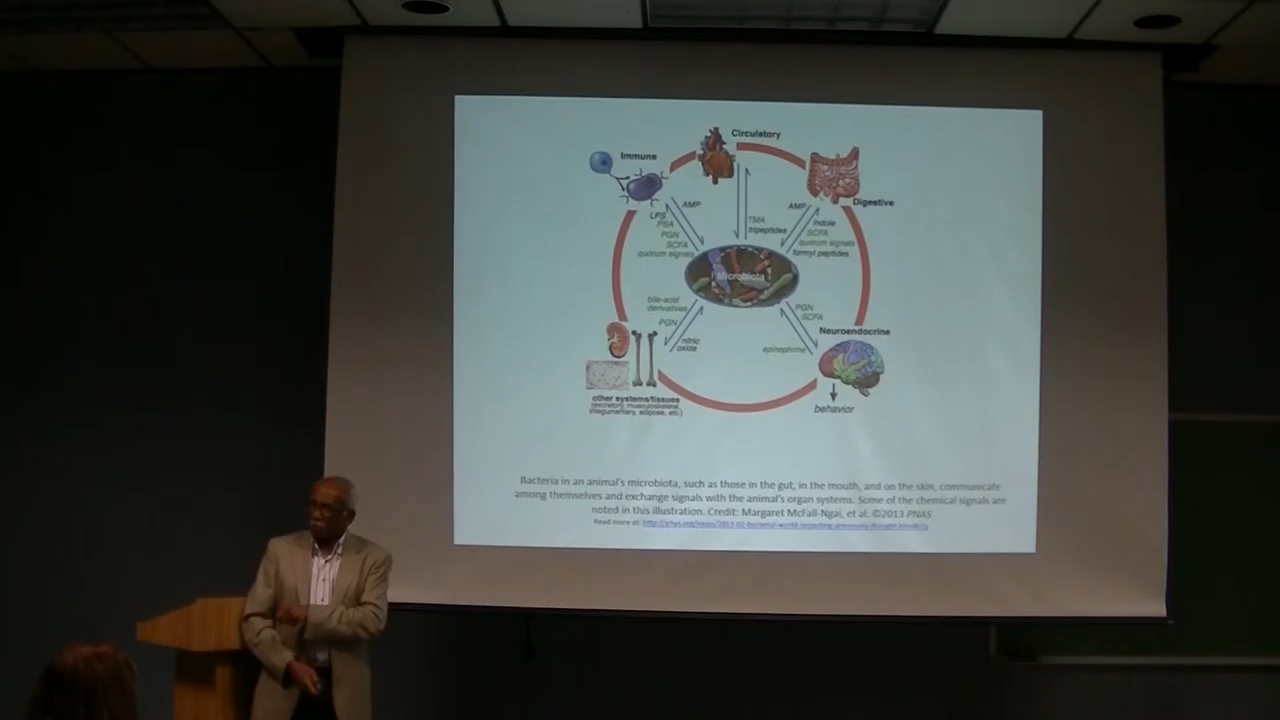 Circulatory
Immune
Digestive
AMP
LPS
PSA
PGN
SCFA
quorum signals
TMA
tripeptides
AMP
indole
SCFA
quorum signals
formyl peptides
Microbiota
bile-acid
derivatives
PGN
nitric
oxide
PGN
SCFA
epinephrine
Neuroendocrine
behavior
other systems/tissues
(excretory, musculoskeletal,
integumentary, adipose, etc.)
Bacteria in an animal's microbiota, such as those in the gut, in the mouth, and on the skin, communicate
among themselves and exchange signals with the animal's organ systems. Some of the chemical signals are
noted in this illustration. Credit: Margaret McFall-Ngai, et al. ©2013 PNAS
Read more at: